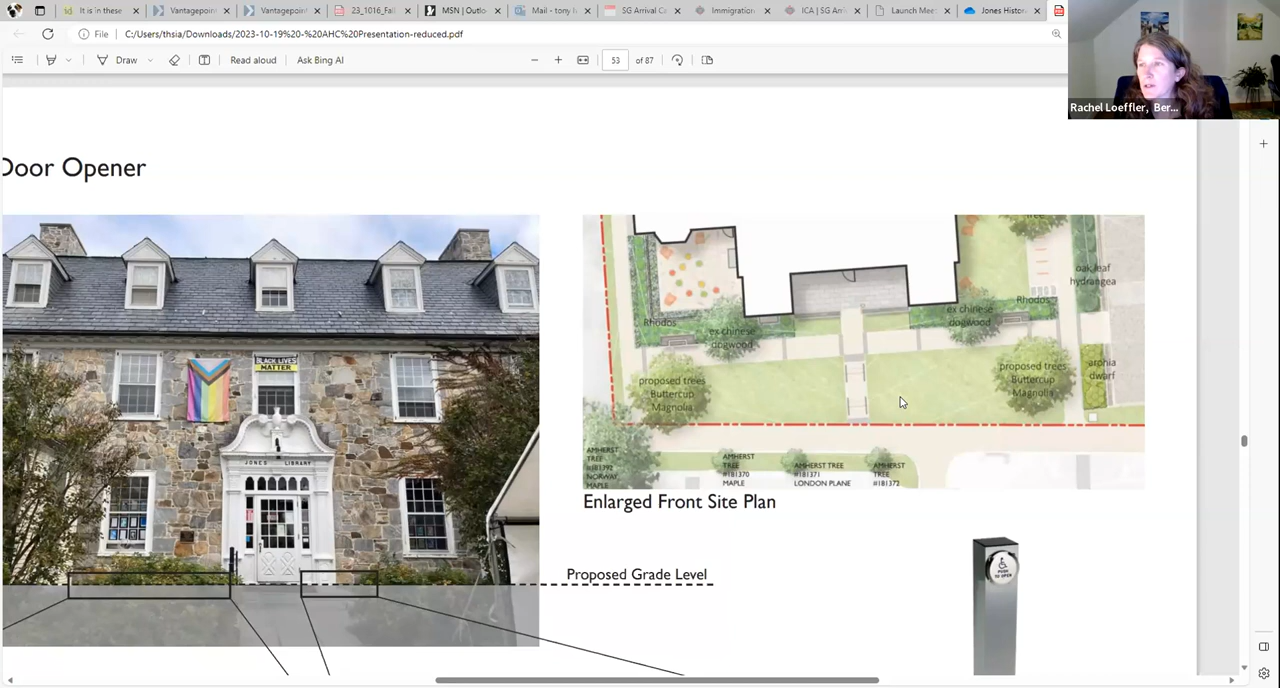 It is in these
Vantagepoint
Vantagepoint
23_1016_Fall
MSN | Outlo
Mail - tony h
SG Arrival Ca
Immigration
ICA | SG Arri
Launch Mee
Jones Histor
File
C:/Users/thsia/Downloads/2023-10-19%20-%20AHC%20Presentation-reduced.pdf
Draw
Read aloud
Ask Bing AI
53
of 87
Rachel Loeffler, Ber...
Door Opener
BLACK LIVES
MATTER
JONES LIBRARY
Tree
oak leaf
hydrangea
Rhodos
Rhodos
ex chinese
dogwood
ex chinese
dogwood
proposed trees
Buttercup
Magnolia
proposed trees
Buttercup
Magnolia
aronia
dwarf
AMHERST
TREE
#181392
NORWAY
MAPLE
AMHERST
TREE
#181370
MAPLE
AMHERST TREE
#181371
LONDON PLANE
AMHERST
TREE
#181372
Enlarged Front Site Plan
Proposed Grade Level
PUSH
TO OPEN